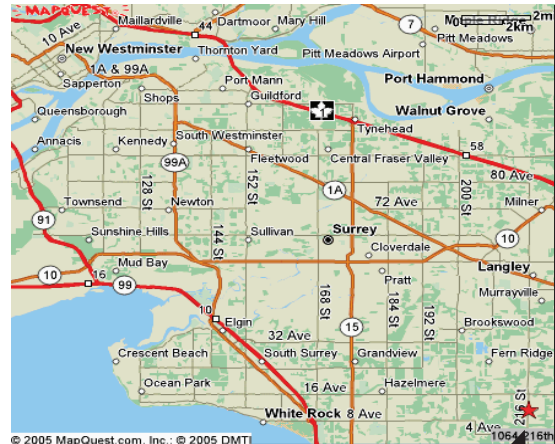 MAPQUEST
Maillardville
Dartmoor
Mary Hill
10 Ave
44
7
2mi
2km
New Westminster
Thornton Yard
Pitt Meadows Airport
Pitt Meadows
1A & 99A
Sapperton
Port Mann
Port Hammond
Shops
Guildford
Queensborough
1
Walnut Grove
Tynehead
Annacis
Kennedy
South Westminster
99A
Fleetwood
Central Fraser Valley
58
80 Ave
128 St
152 St
1A
72 Ave
200 St
91
Townsend
Newton
Milner
144 St
Surrey
Sunshine Hills
Sullivan
10
Cloverdale
10
16
Mud Bay
Langley
99
168 St
Pratt
184 St
192 St
Murrayville
10
Elgin
15
32 Ave
Brookswood
Crescent Beach
South Surrey
Grandview
Fern Ridge
16 Ave
Ocean Park
Hazelmere
216 St
White Rock
8 Ave
4 Ave
1064 216th
© 2005 MapQuest.com, Inc.; © 2005 DMTI